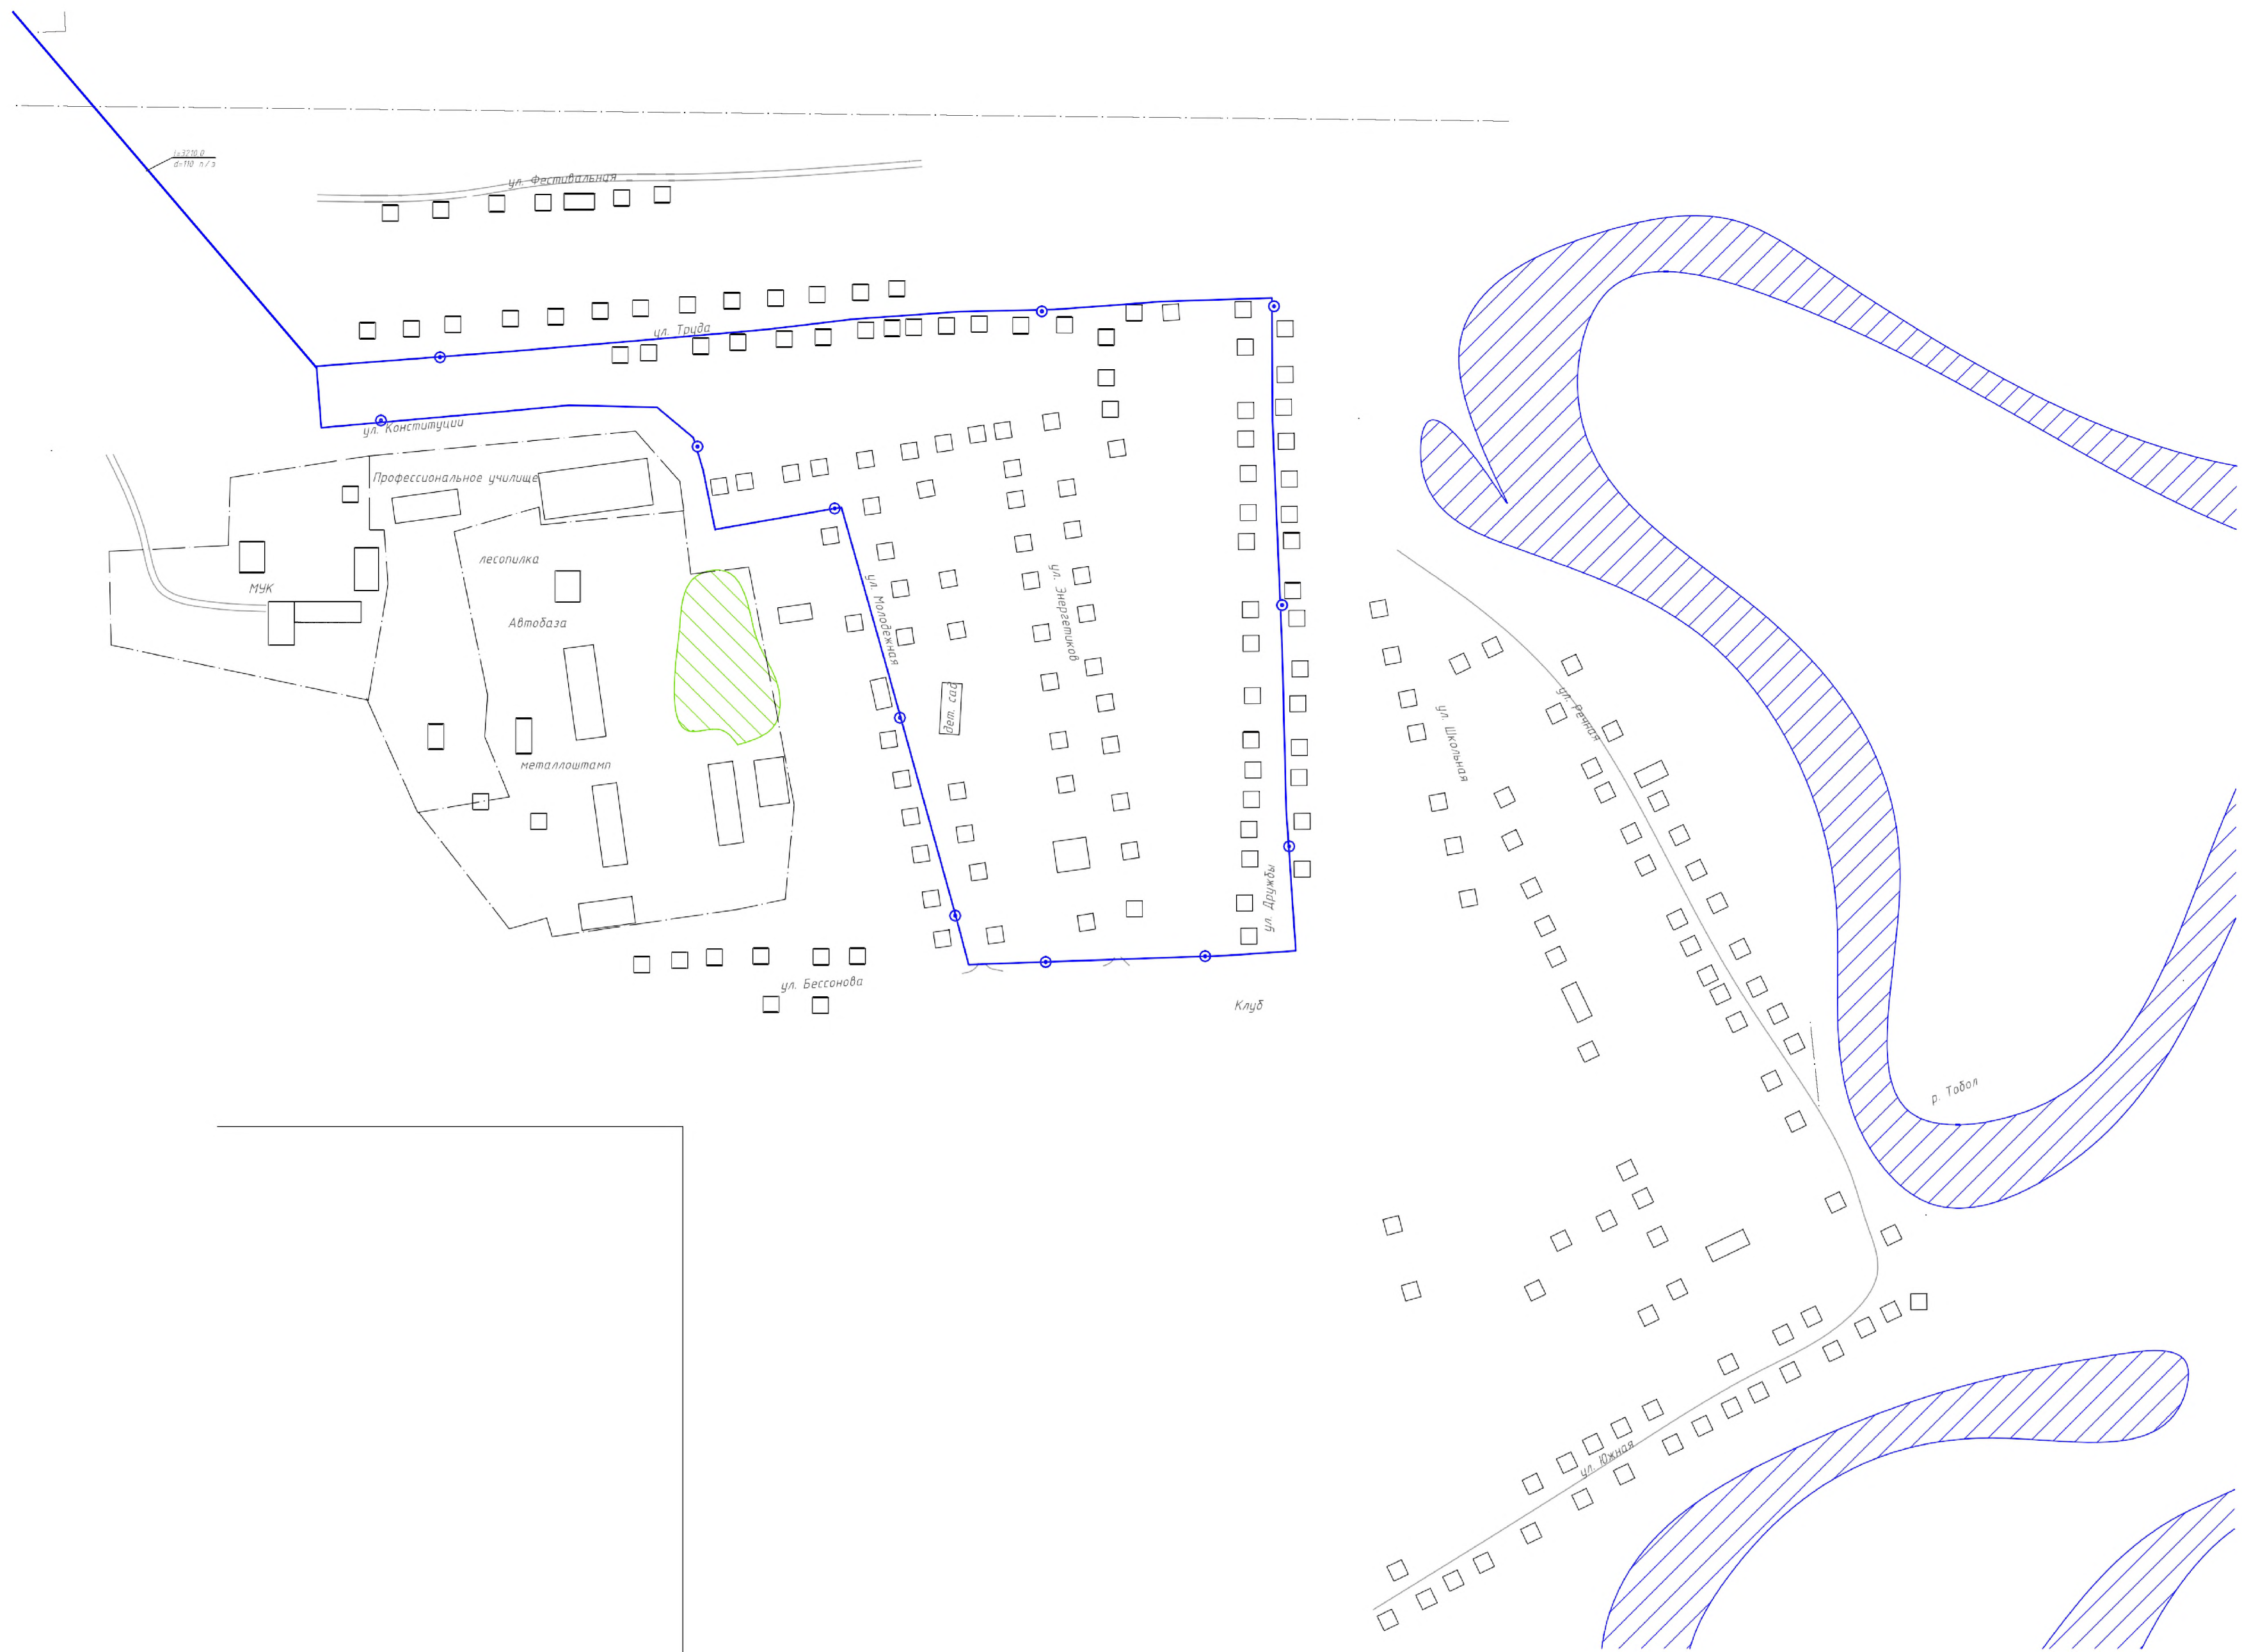 l=3210.0
d=110 п/э
ул. Фестивальная
ул. Труда
ул. Конституции
Профессиональное училище
лесопилка
МУК
Автобаза
ул. Молодежная
ул. Энергетиков
дет. сад
ул. Школьная
ул. Речная
металлоштамп
ул. Дружбы
ул. Бессонова
Клуб
р. Тобол
ул. Южная